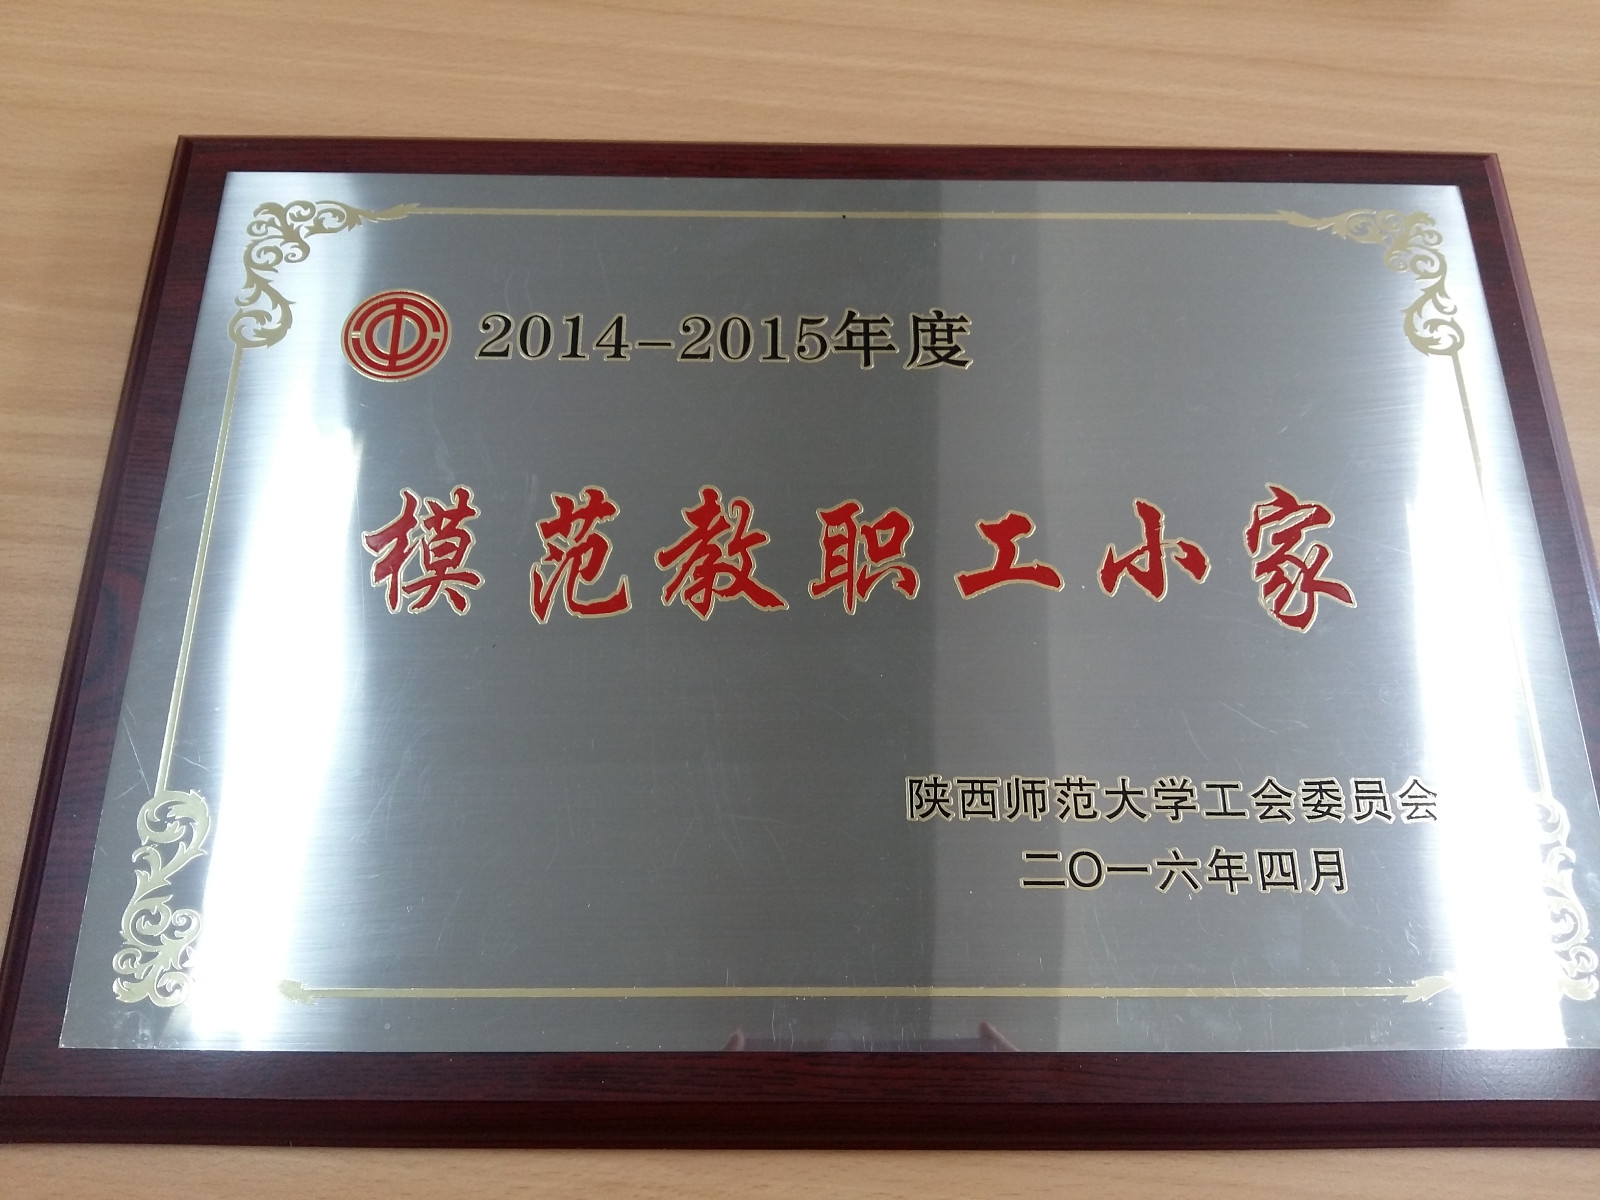 2014-2015年度
模范教职工小家
陕西师范大学工会委员会
二〇一六年四月